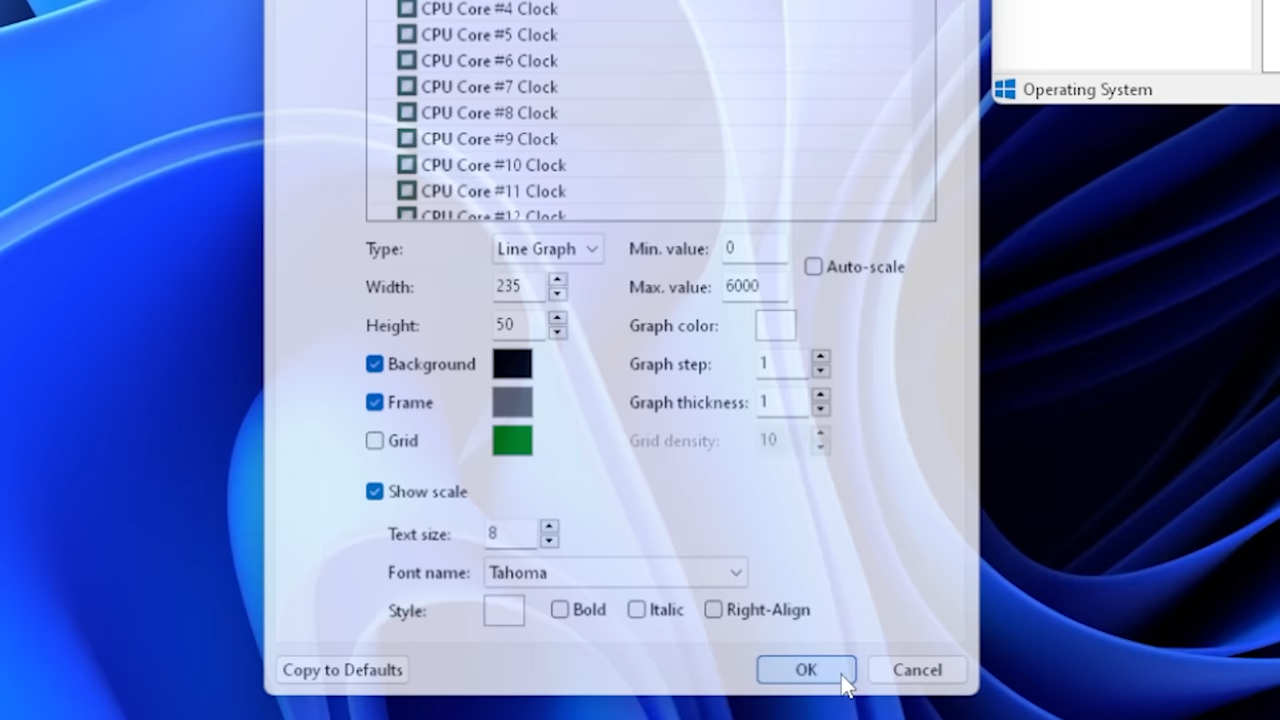 CPU Core #4 Clock
CPU Core #5 Clock
CPU Core #6 Clock
CPU Core #7 Clock
CPU Core #8 Clock
CPU Core #9 Clock
CPU Core #10 Clock
CPU Core #11 Clock
CPU Core #12 Clock
Operating System
Type: Line Graph Min. value: 0
Auto-scale
Width: 235 Max. value: 6000
Height: 50 Graph color:
Background Graph step: 1
Frame Graph thickness: 1
Grid Grid density: 10
Show scale
Text size: 8
Font name: Tahoma
Style: Bold Italic Right-Align
Copy to Defaults OK Cancel